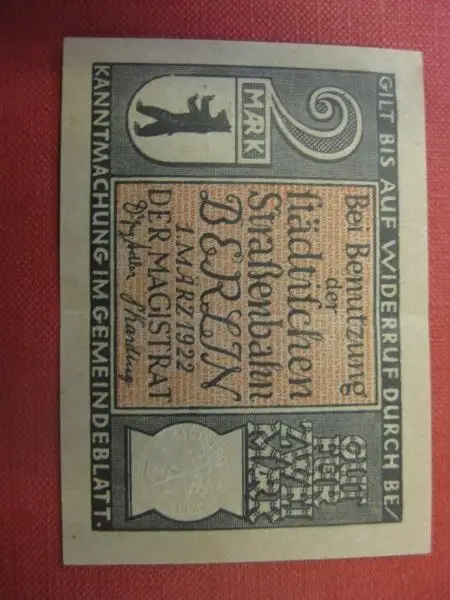 GILT BIS AUF WIDERRUF DURCH BE/
2
MARK
Bei Benutzung
der
städtischen
Straßenbahn
BERLIN
1. MÄRZ 1922
DER MAGISTRAT
GILT
FÜR
ZWEI
MARK
KANNTMACHUNG IM GEMEINDEBLATT.